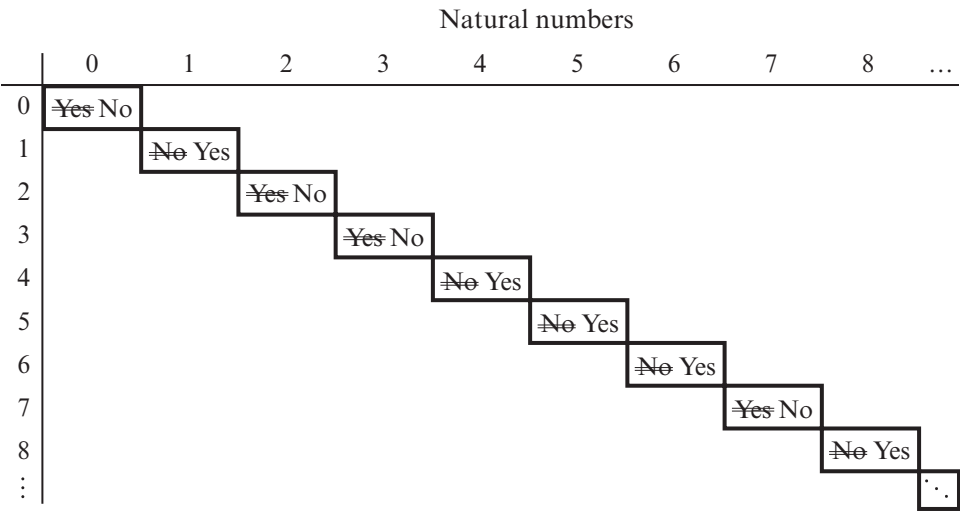 Natural numbers
0 1 2 3 4 5 6 7 8 ...
0 Yes No
1 No Yes
2 Yes No
3 Yes No
4 No Yes
5 No Yes
6 No Yes
7 Yes No
8 No Yes
⋮ ⋱